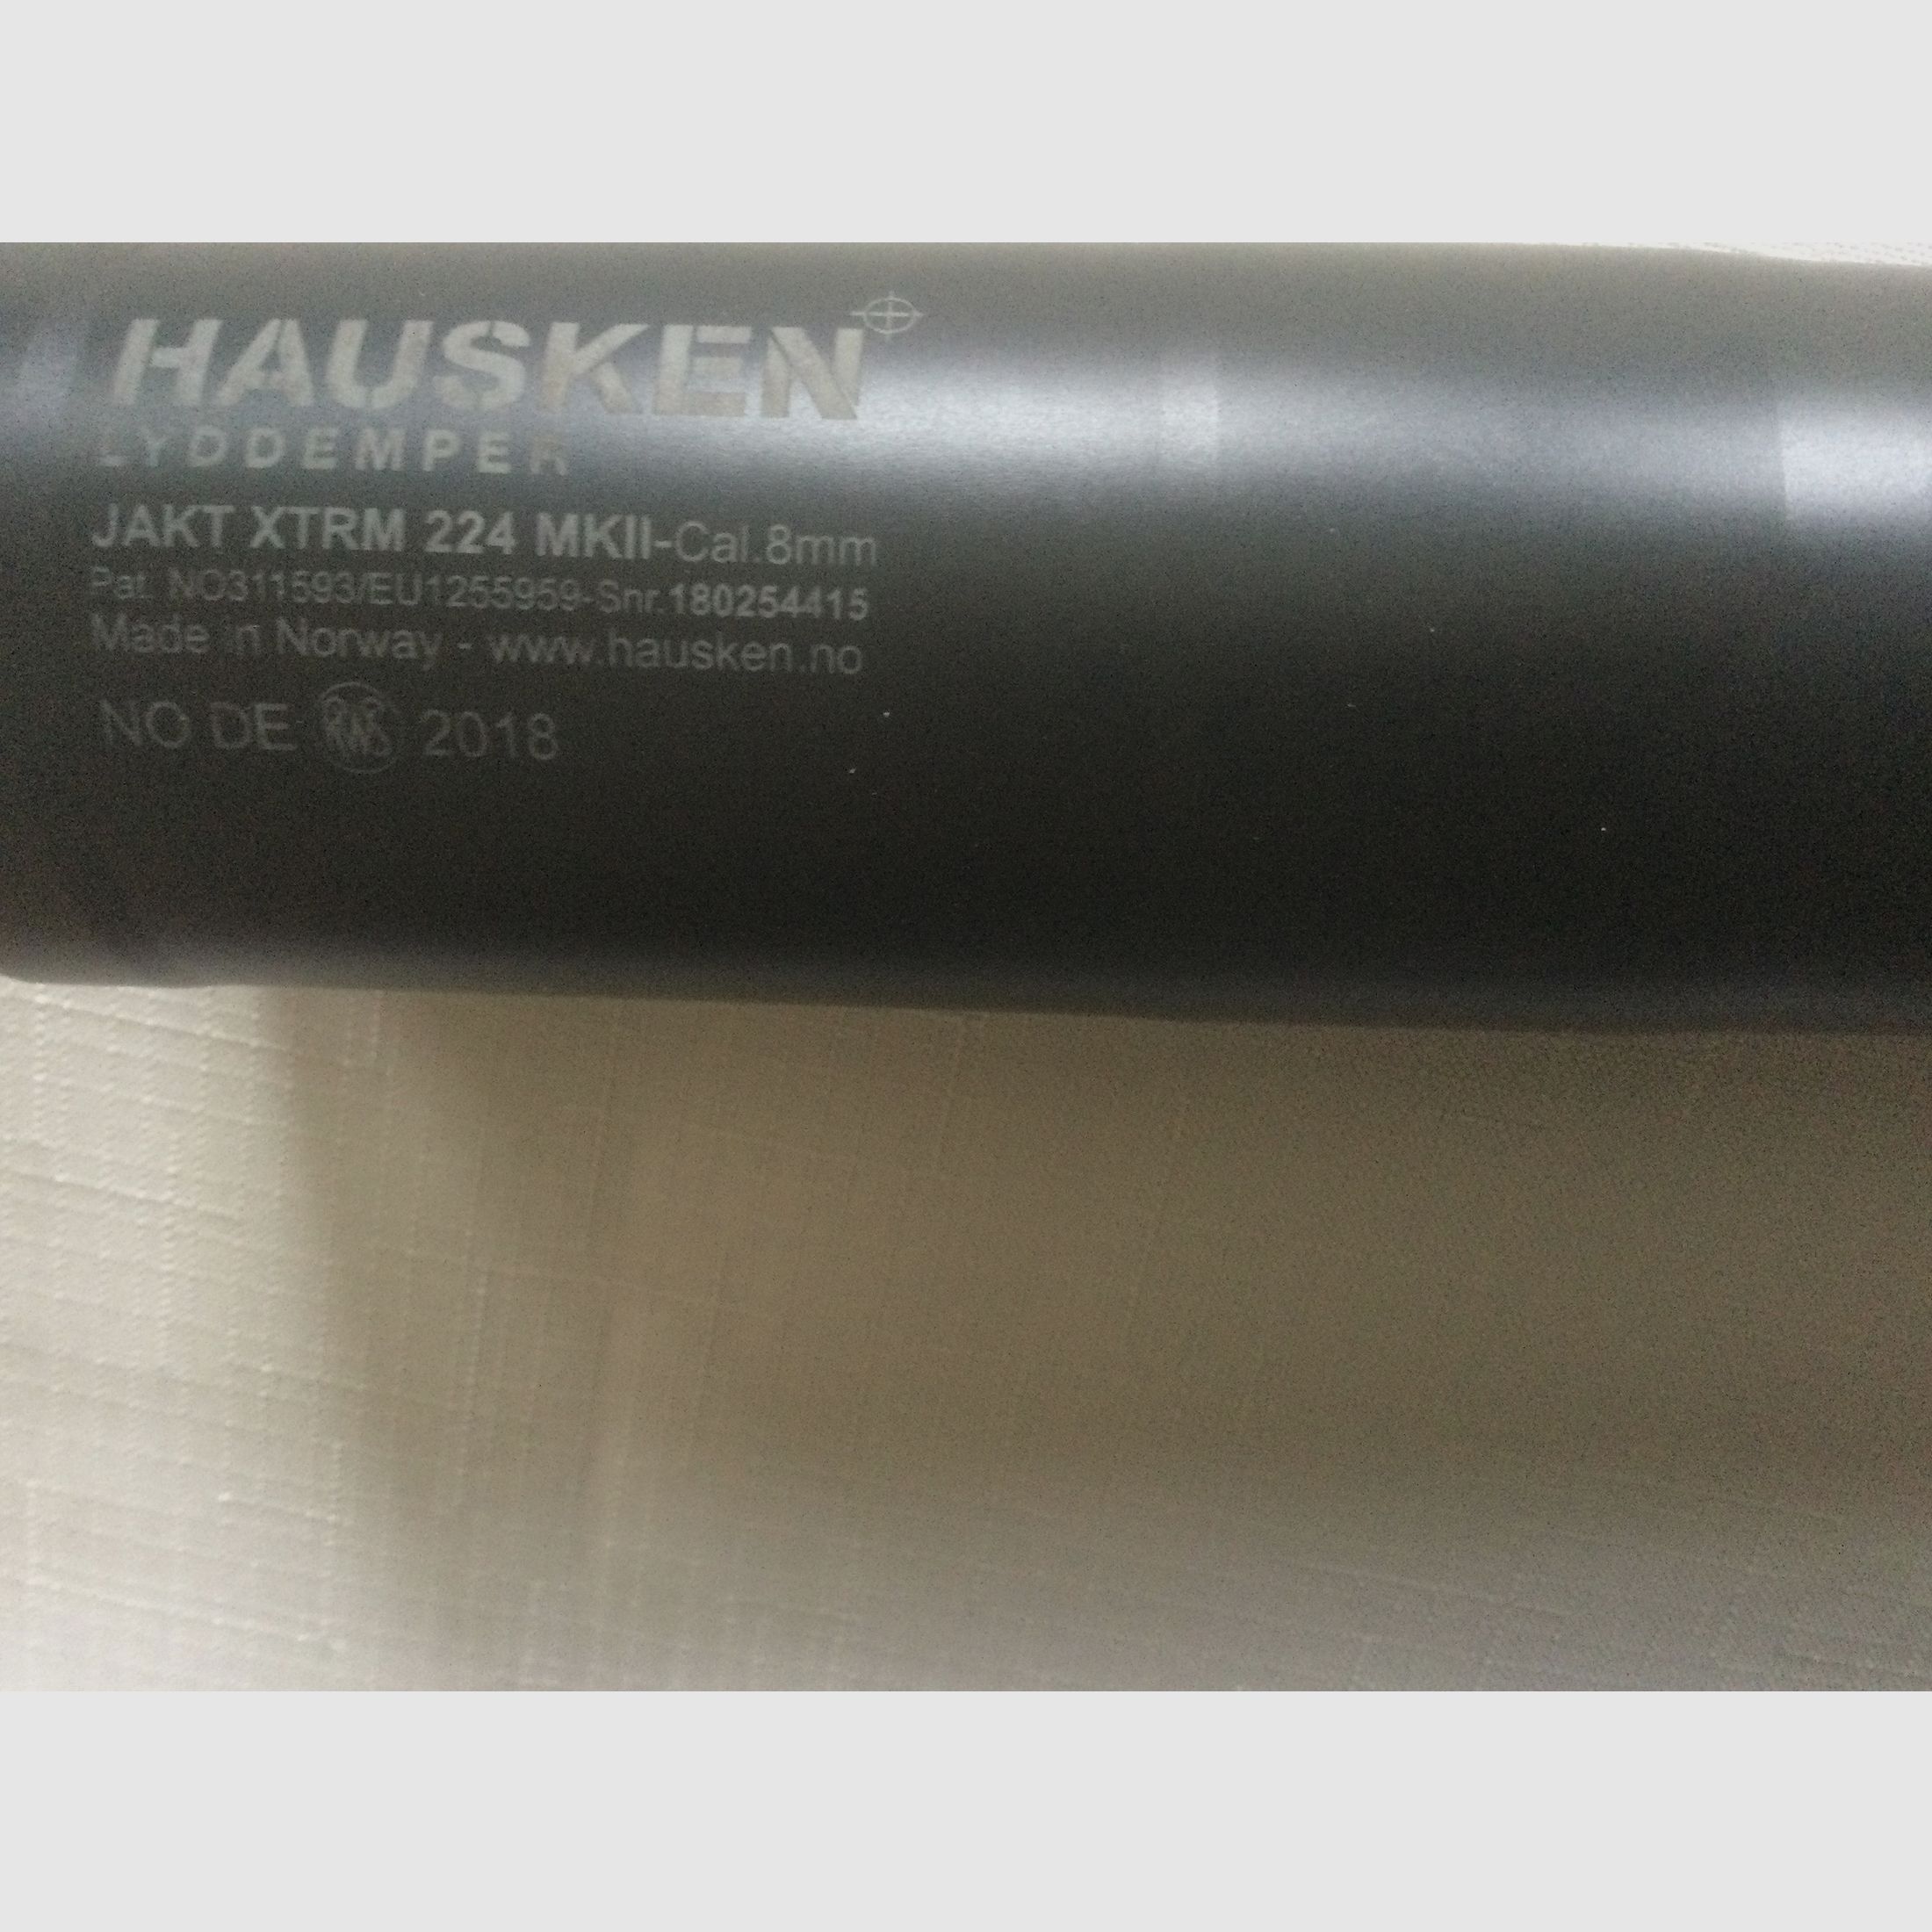 HAUSKEN
LYDDEMPER
JAKT XTRM 224 MKII-Cal.8mm
Pat. NO311593/EU1255959-Snr.180254415
Made in Norway - www.hausken.no
NO DE RWS 2018